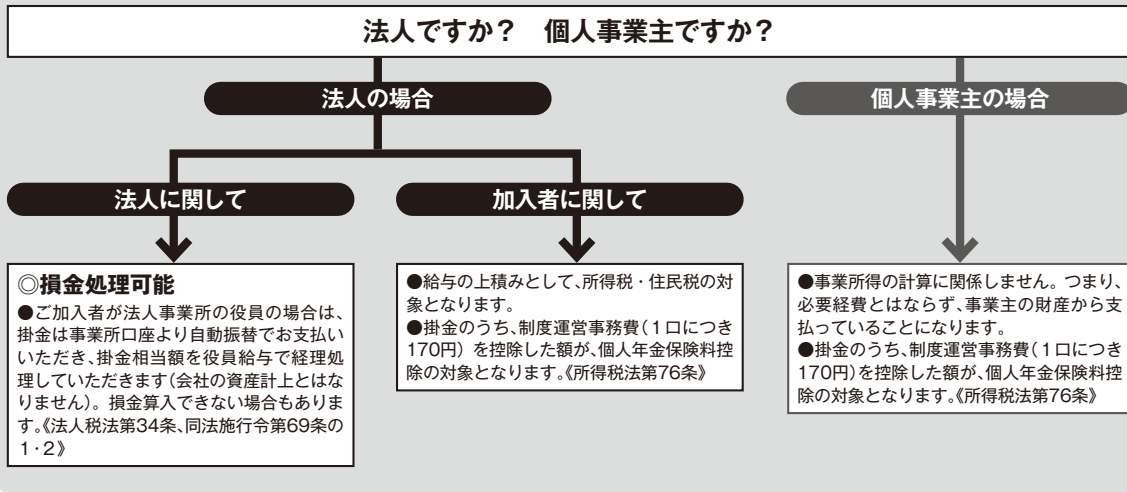 法人ですか？　個人事業主ですか？
法人の場合
個人事業主の場合
法人に関して
加入者に関して
◎損金処理可能
●ご加入者が法人事業所の役員の場合は、
掛金は事業所口座より自動振替でお支払い
いただき、掛金相当額を役員給与で経理処
理していただきます（会社の資産計上とはな
りません）。損金算入できない場合もありま
す。《法人税法第34条、同法施行令第69条の
1・2》
●給与の上積みとして、所得税・住民税の対
象となります。
●掛金のうち、制度運営事務費（1口につき
170円）を控除した額が、個人年金保険料控
除の対象となります。《所得税法第76条》
●事業所得の計算に関係しません。つまり、
必要経費とはならず、事業主の財産から支
払っていることになります。
●掛金のうち、制度運営事務費（1口につき
170円）を控除した額が、個人年金保険料控
除の対象となります。《所得税法第76条》